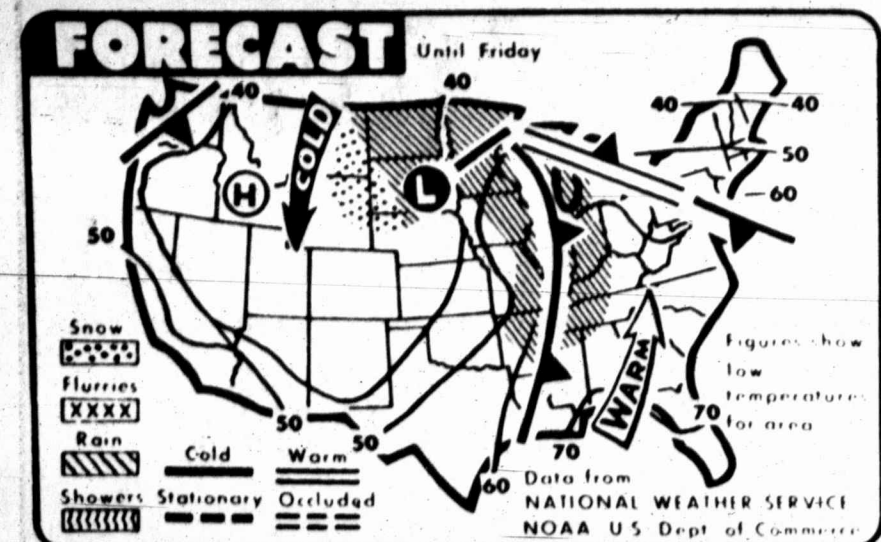 FORECAST
Until Friday
40
40
COLD
40
40
50
60
H
L
50
Snow
Flurries
Rain
Showers
Cold
Warm
Stationary
Occluded
50
50
60
70
WARM
70
Figures show
low
temperatures
for area
Data from
NATIONAL WEATHER SERVICE
NOAA U S Dept of Commerce